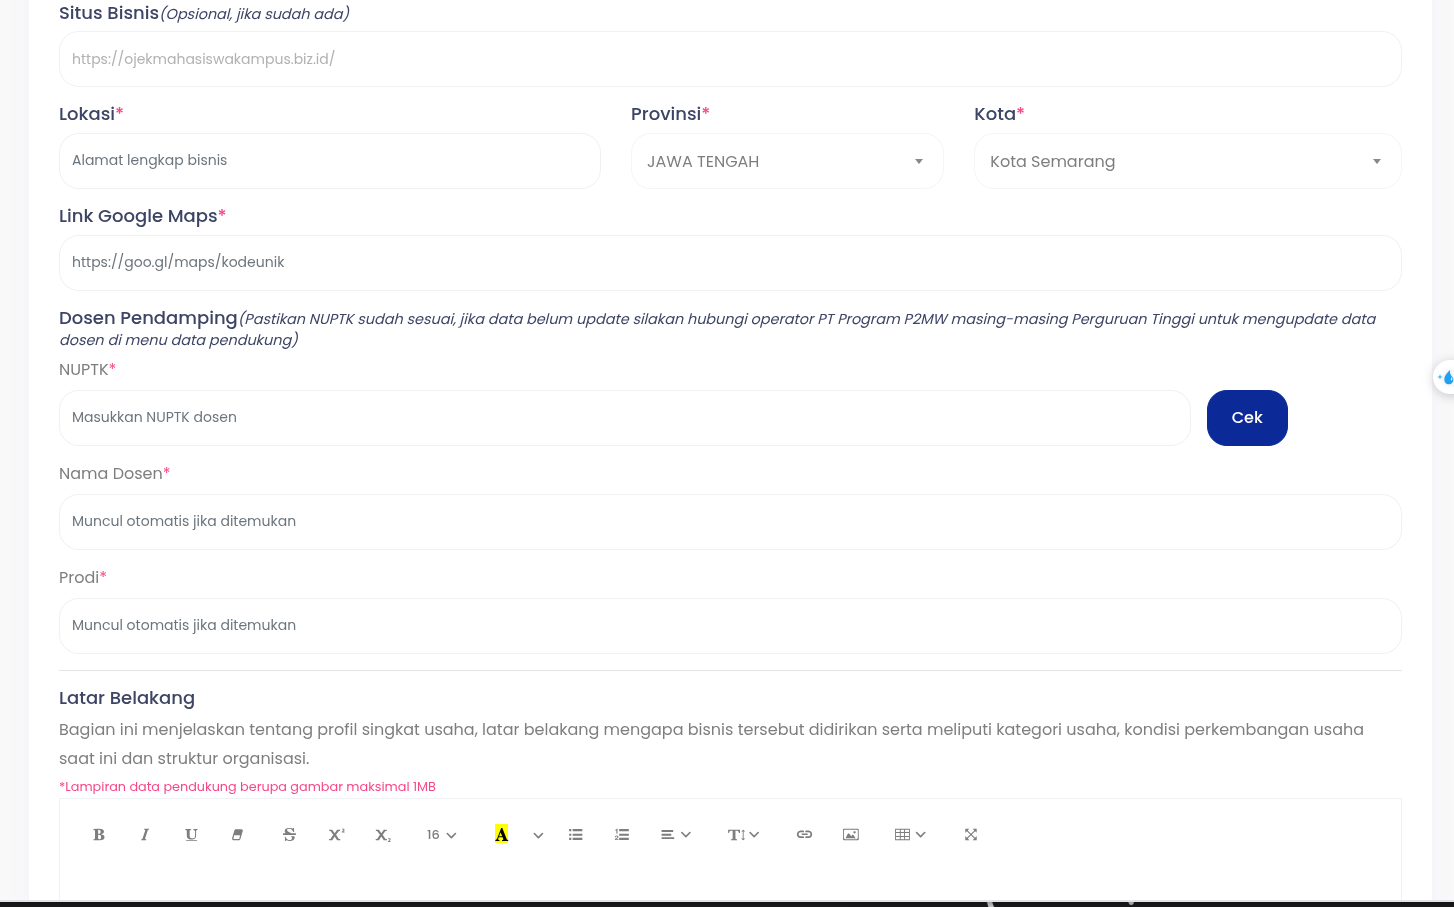 Situs Bisnis(Opsional, jika sudah ada)
https://ojekmahasiswakampus.biz.id/
Lokasi* Provinsi* Kota*
Alamat lengkap bisnis JAWA TENGAH Kota Semarang
Link Google Maps*
https://goo.gl/maps/kodeunik
Dosen Pendamping(Pastikan NUPTK sudah sesuai, jika data belum update silakan hubungi operator PT Program P2MW masing-masing Perguruan Tinggi untuk mengupdate data
dosen di menu data pendukung)
NUPTK*
Masukkan NUPTK dosen Cek
Nama Dosen*
Muncul otomatis jika ditemukan
Prodi*
Muncul otomatis jika ditemukan
Latar Belakang
Bagian ini menjelaskan tentang profil singkat usaha, latar belakang mengapa bisnis tersebut didirikan serta meliputi kategori usaha, kondisi perkembangan usaha
saat ini dan struktur organisasi.
*Lampiran data pendukung berupa gambar maksimal 1MB
B I U S X² X₂ 16 A T